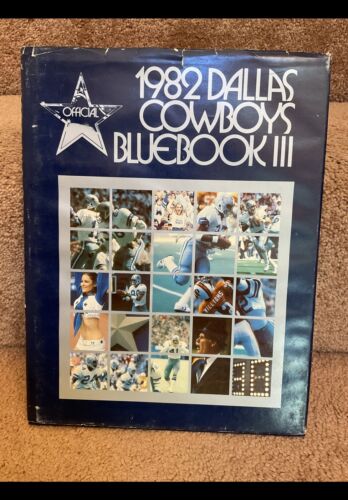 OFFICIAL
1982 DALLAS
COWBOYS
BLUEBOOK III